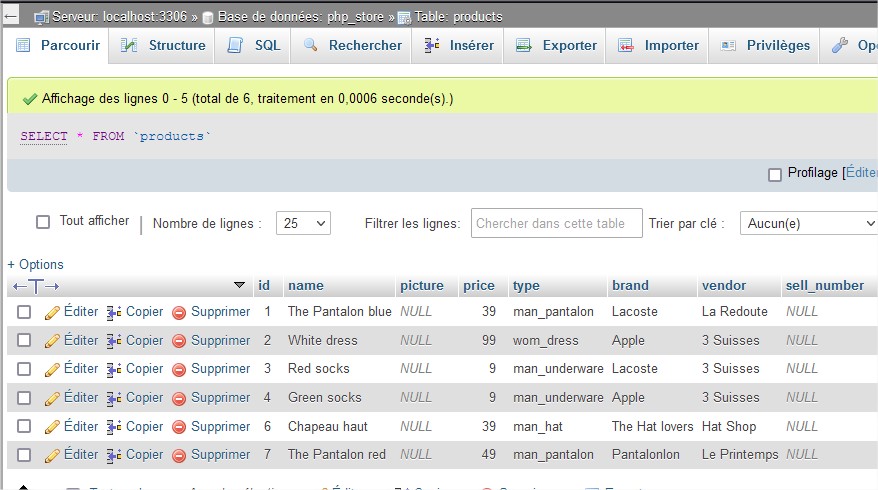 Serveur: localhost:3306 » Base de données: php_store » Table: products
Parcourir Structure SQL Rechercher Insérer Exporter Importer Privilèges
Affichage des lignes 0 - 5 (total de 6, traitement en 0,0006 seconde(s).)
SELECT * FROM `products`
Profilage [Éditer
Tout afficher | Nombre de lignes : 25 Filtrer les lignes: Chercher dans cette table Trier par clé : Aucun(e)
+ Options
←T→ id name picture price type brand vendor sell_number
Éditer Copier Supprimer 1 The Pantalon blue NULL 39 man_pantalon Lacoste La Redoute NULL
Éditer Copier Supprimer 2 White dress NULL 99 wom_dress Apple 3 Suisses NULL
Éditer Copier Supprimer 3 Red socks NULL 9 man_underware Lacoste 3 Suisses NULL
Éditer Copier Supprimer 4 Green socks NULL 9 man_underware Apple 3 Suisses NULL
Éditer Copier Supprimer 6 Chapeau haut NULL 39 man_hat The Hat lovers Hat Shop NULL
Éditer Copier Supprimer 7 The Pantalon red NULL 49 man_pantalon Pantalonlon Le Printemps NULL